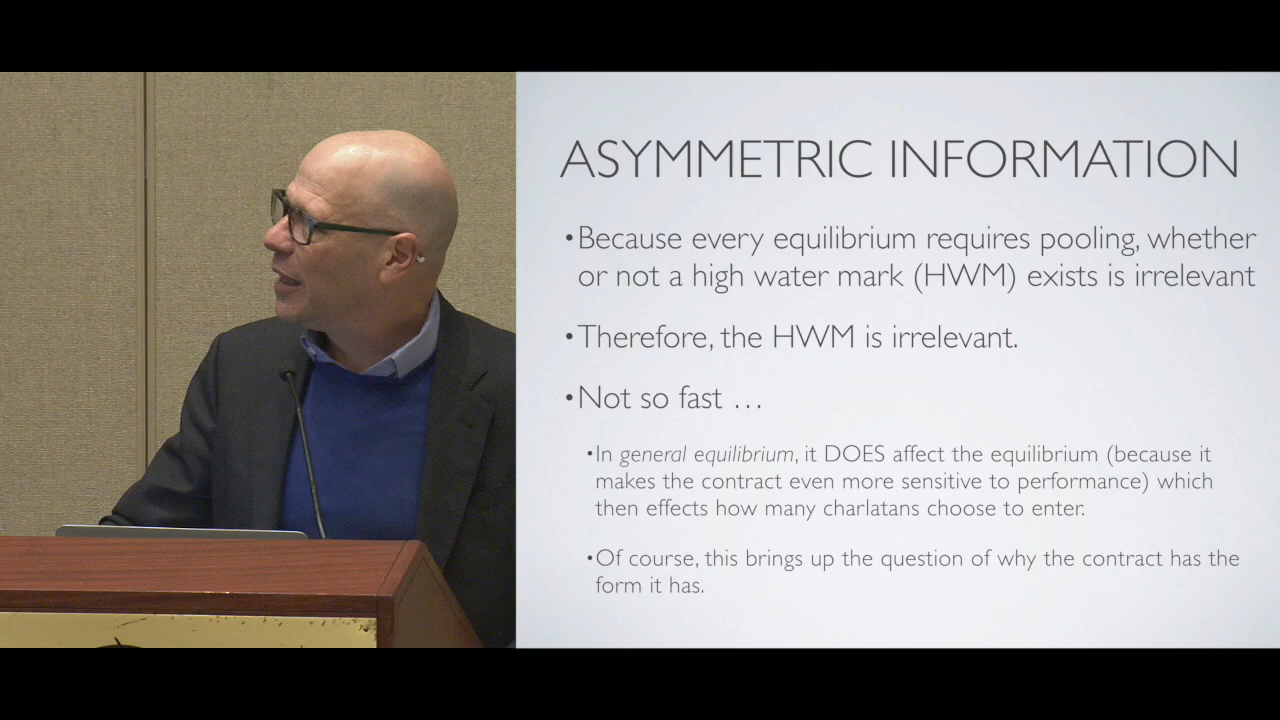 ASYMMETRIC INFORMATION
•Because every equilibrium requires pooling, whether
or not a high water mark (HWM) exists is irrelevant
•Therefore, the HWM is irrelevant.
•Not so fast …
•In general equilibrium, it DOES affect the equilibrium (because it
makes the contract even more sensitive to performance) which
then effects how many charlatans choose to enter.
•Of course, this brings up the question of why the contract has the
form it has.